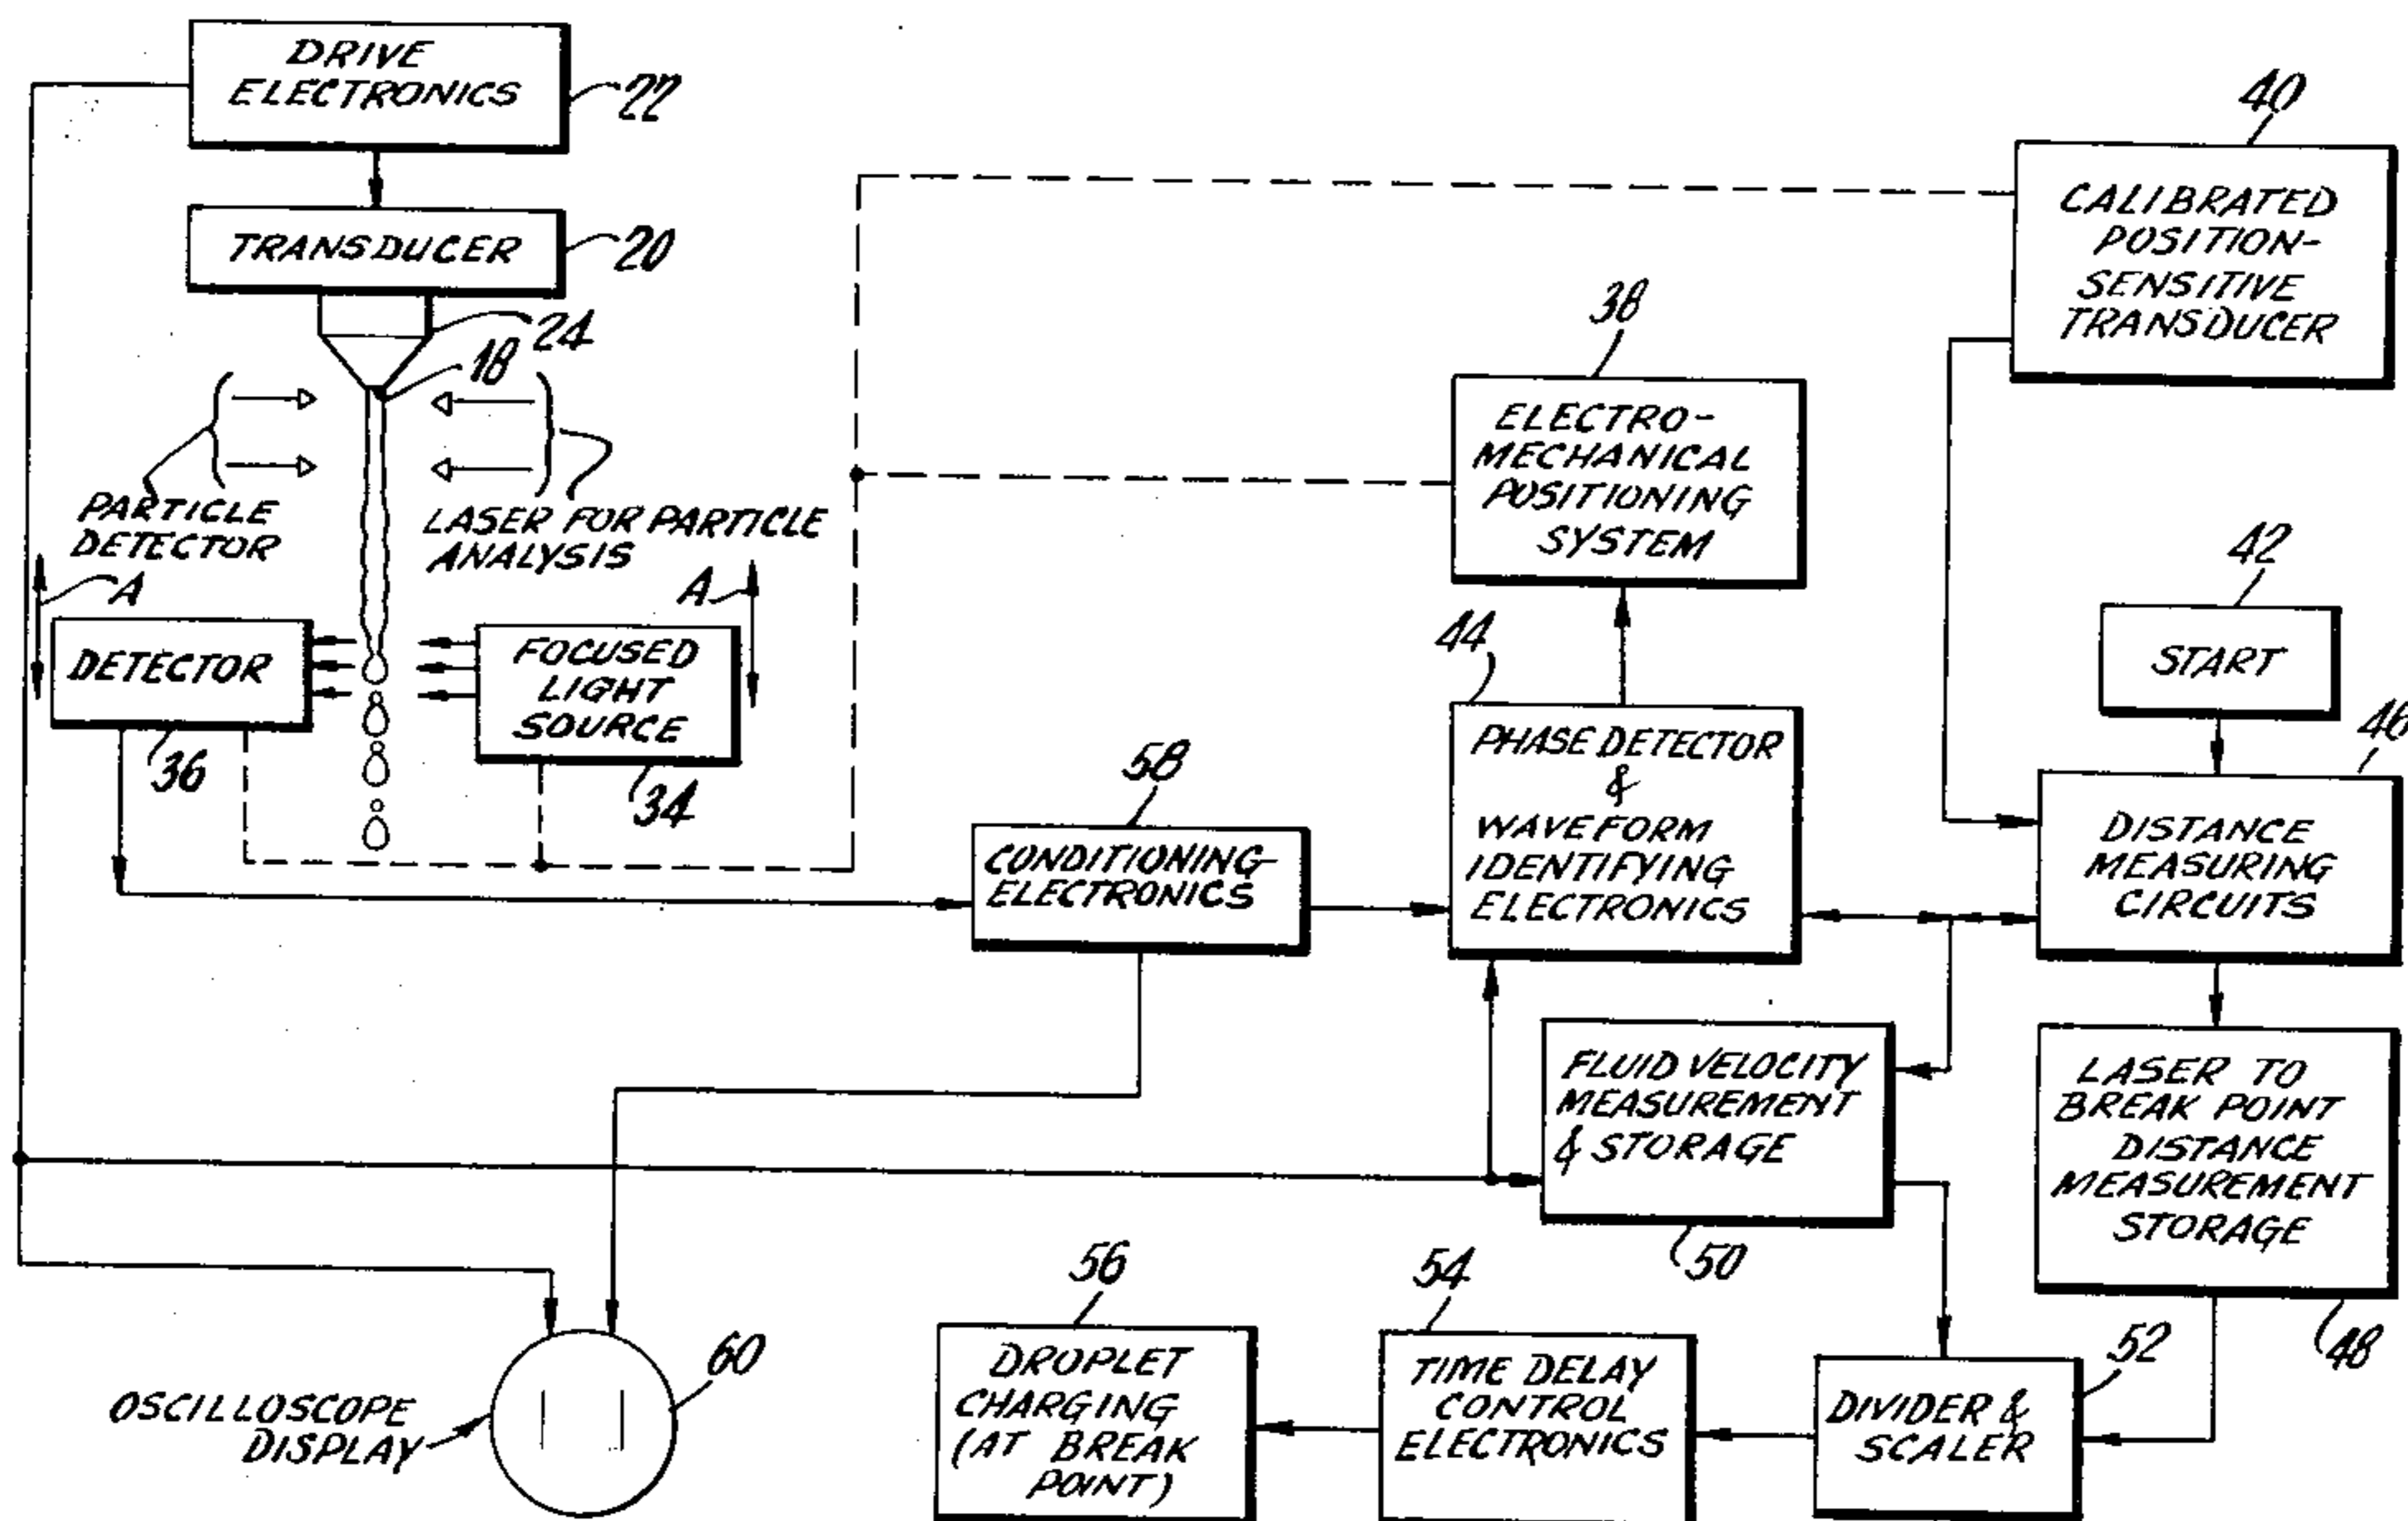 DRIVE
ELECTRONICS
22
TRANSDUCER
20
24
18
PARTICLE
DETECTOR
LASER FOR PARTICLE
ANALYSIS
A
A
DETECTOR
36
FOCUSED
LIGHT
SOURCE
34
40
CALIBRATED
POSITION-
SENSITIVE
TRANSDUCER
38
ELECTRO-
MECHANICAL
POSITIONING
SYSTEM
42
START
44
PHASE DETECTOR
&
WAVEFORM
IDENTIFYING
ELECTRONICS
46
DISTANCE
MEASURING
CIRCUITS
58
CONDITIONING
ELECTRONICS
FLUID VELOCITY
MEASUREMENT
& STORAGE
50
LASER TO
BREAK POINT
DISTANCE
MEASUREMENT
STORAGE
48
56
DROPLET
CHARGING
(AT BREAK
POINT)
54
TIME DELAY
CONTROL
ELECTRONICS
52
DIVIDER &
SCALER
60
OSCILLOSCOPE
DISPLAY